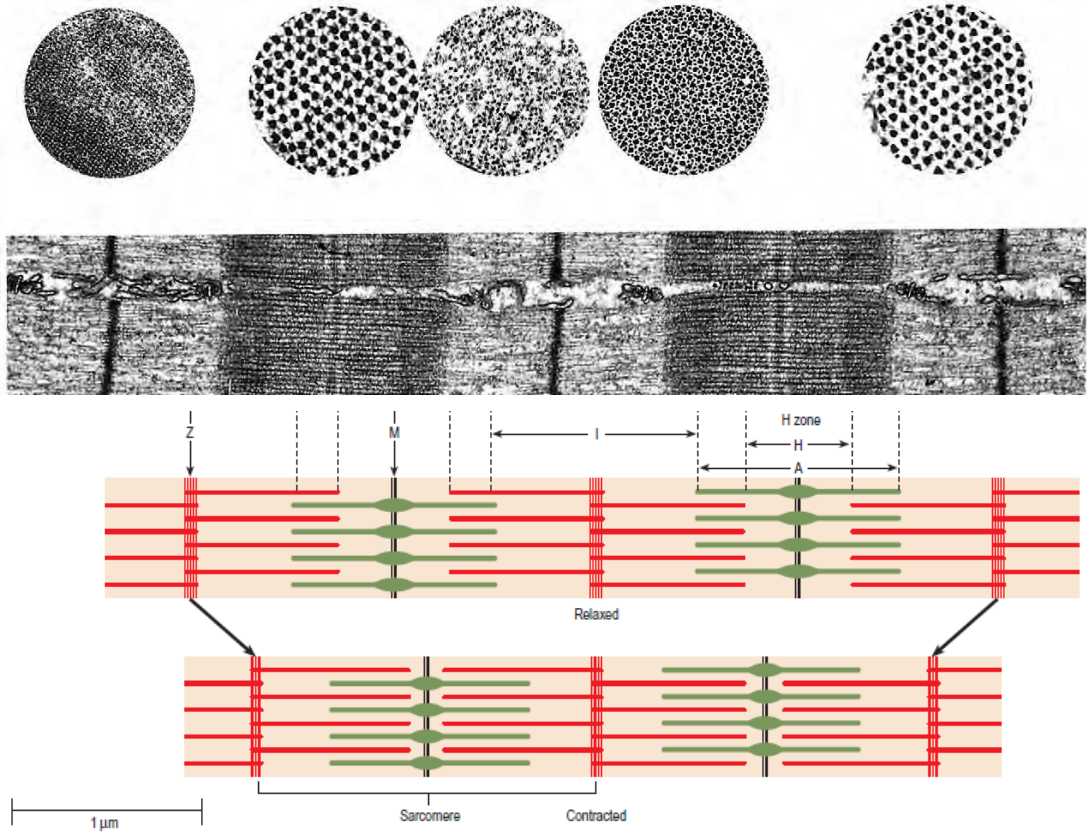 H zone
Z
M
I
H
A
Relaxed
Sarcomere
Contracted
1 μm